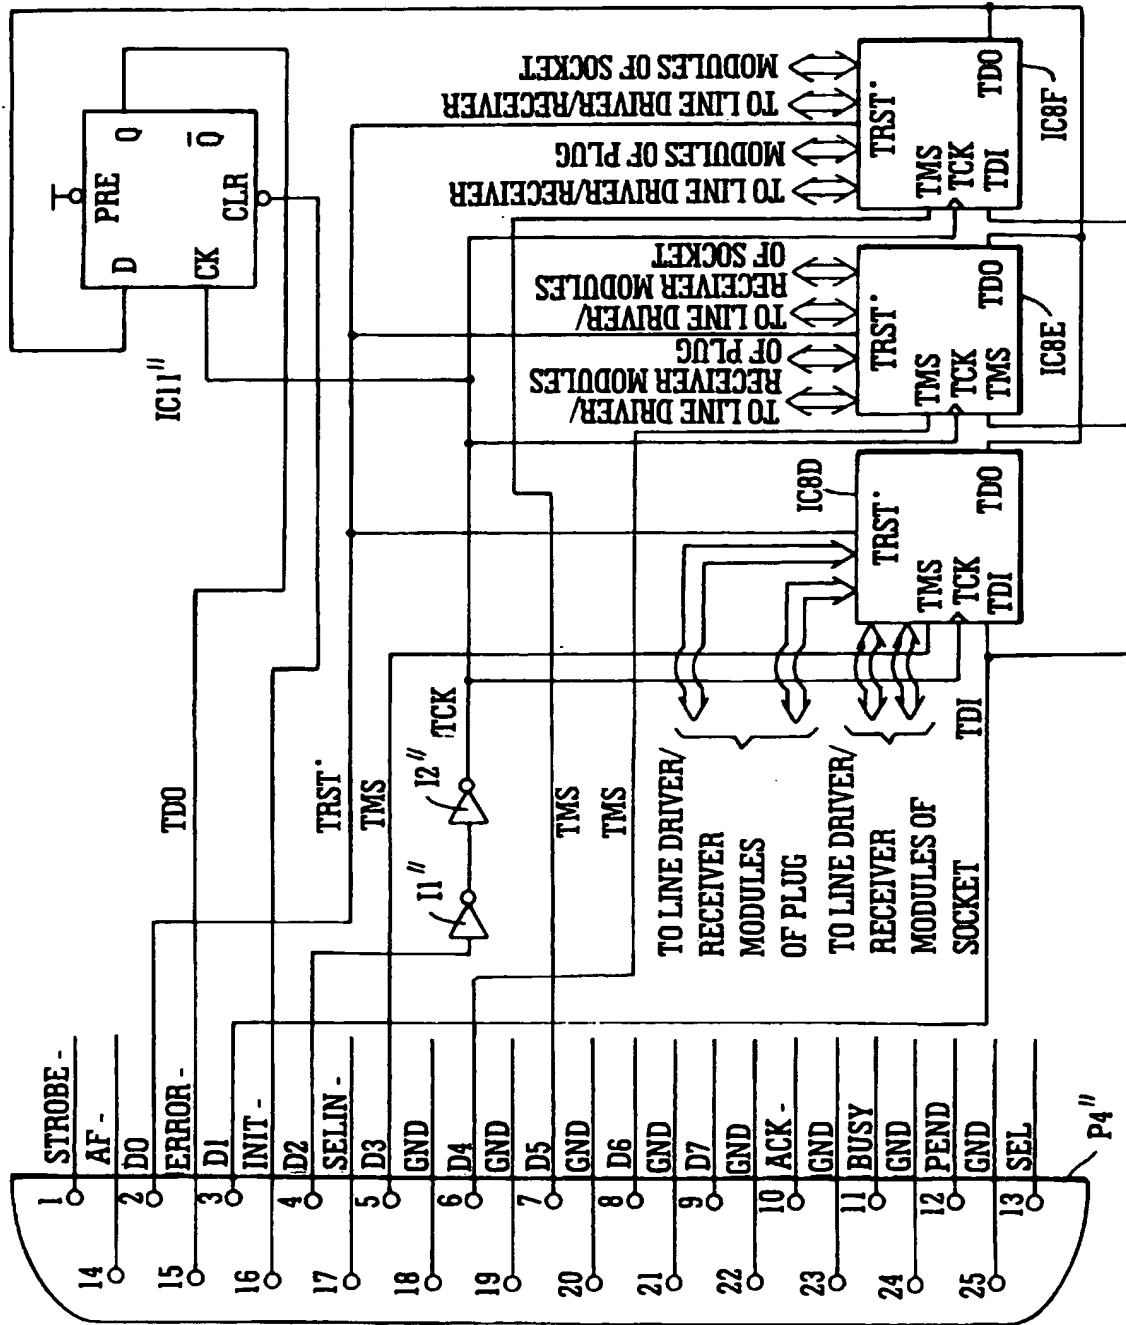 STROBE-
AF-
D0
ERROR-
D1
INIT-
D2
SELIN-
D3
GND
D4
GND
D5
GND
D6
GND
D7
GND
ACK-
GND
BUSY
GND
PEND
GND
SEL
1
14
2
15
3
16
4
17
5
18
6
19
7
20
8
21
9
22
10
23
11
24
12
25
13
P4"
TDO
TRST*
TMS
I1"
I2"
TCK
TMS
TMS
TDI
IC11"
D
PRE
Q
CK
CLR
Q̅
TO LINE DRIVER/
RECEIVER
MODULES
OF PLUG
TO LINE DRIVER/
RECEIVER
MODULES OF
SOCKET
IC8D
TRST*
TMS
TCK
TDI
TDO
TO LINE DRIVER/
RECEIVER MODULES
OF PLUG
TO LINE DRIVER/
RECEIVER MODULES
OF SOCKET
TRST*
TMS
TCK
TMS
TDO
IC8E
TO LINE DRIVER/RECEIVER
MODULES OF PLUG
TO LINE DRIVER/RECEIVER
MODULES OF SOCKET
TRST*
TMS
TCK
TDI
TDO
IC8F